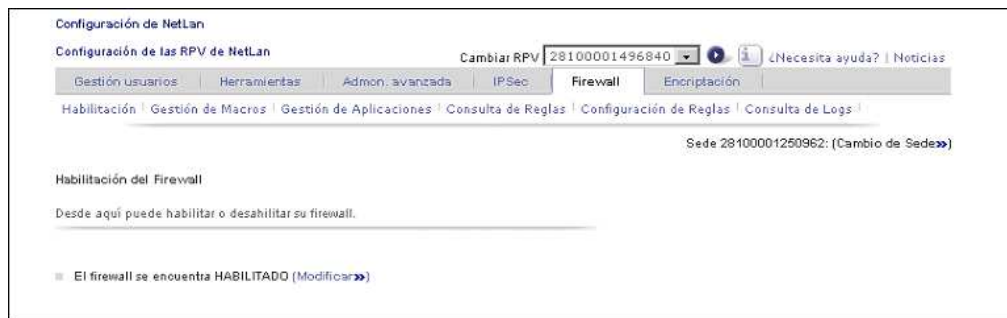 Configuración de NetLan
Configuración de las RPV de NetLan
Cambiar RPV 28100001496840 ¿Necesita ayuda? | Noticias
Gestión usuarios | Herramientas | Admon. avanzada | IPSec | Firewall | Encriptación
Habilitación | Gestión de Macros | Gestión de Aplicaciones | Consulta de Reglas | Configuración de Reglas | Consulta de Logs |
Sede 28100001250962: (Cambio de Sede»)
Habilitación del Firewall
Desde aquí puede habilitar o desahilitar su firewall.
El firewall se encuentra HABILITADO (Modificar»)